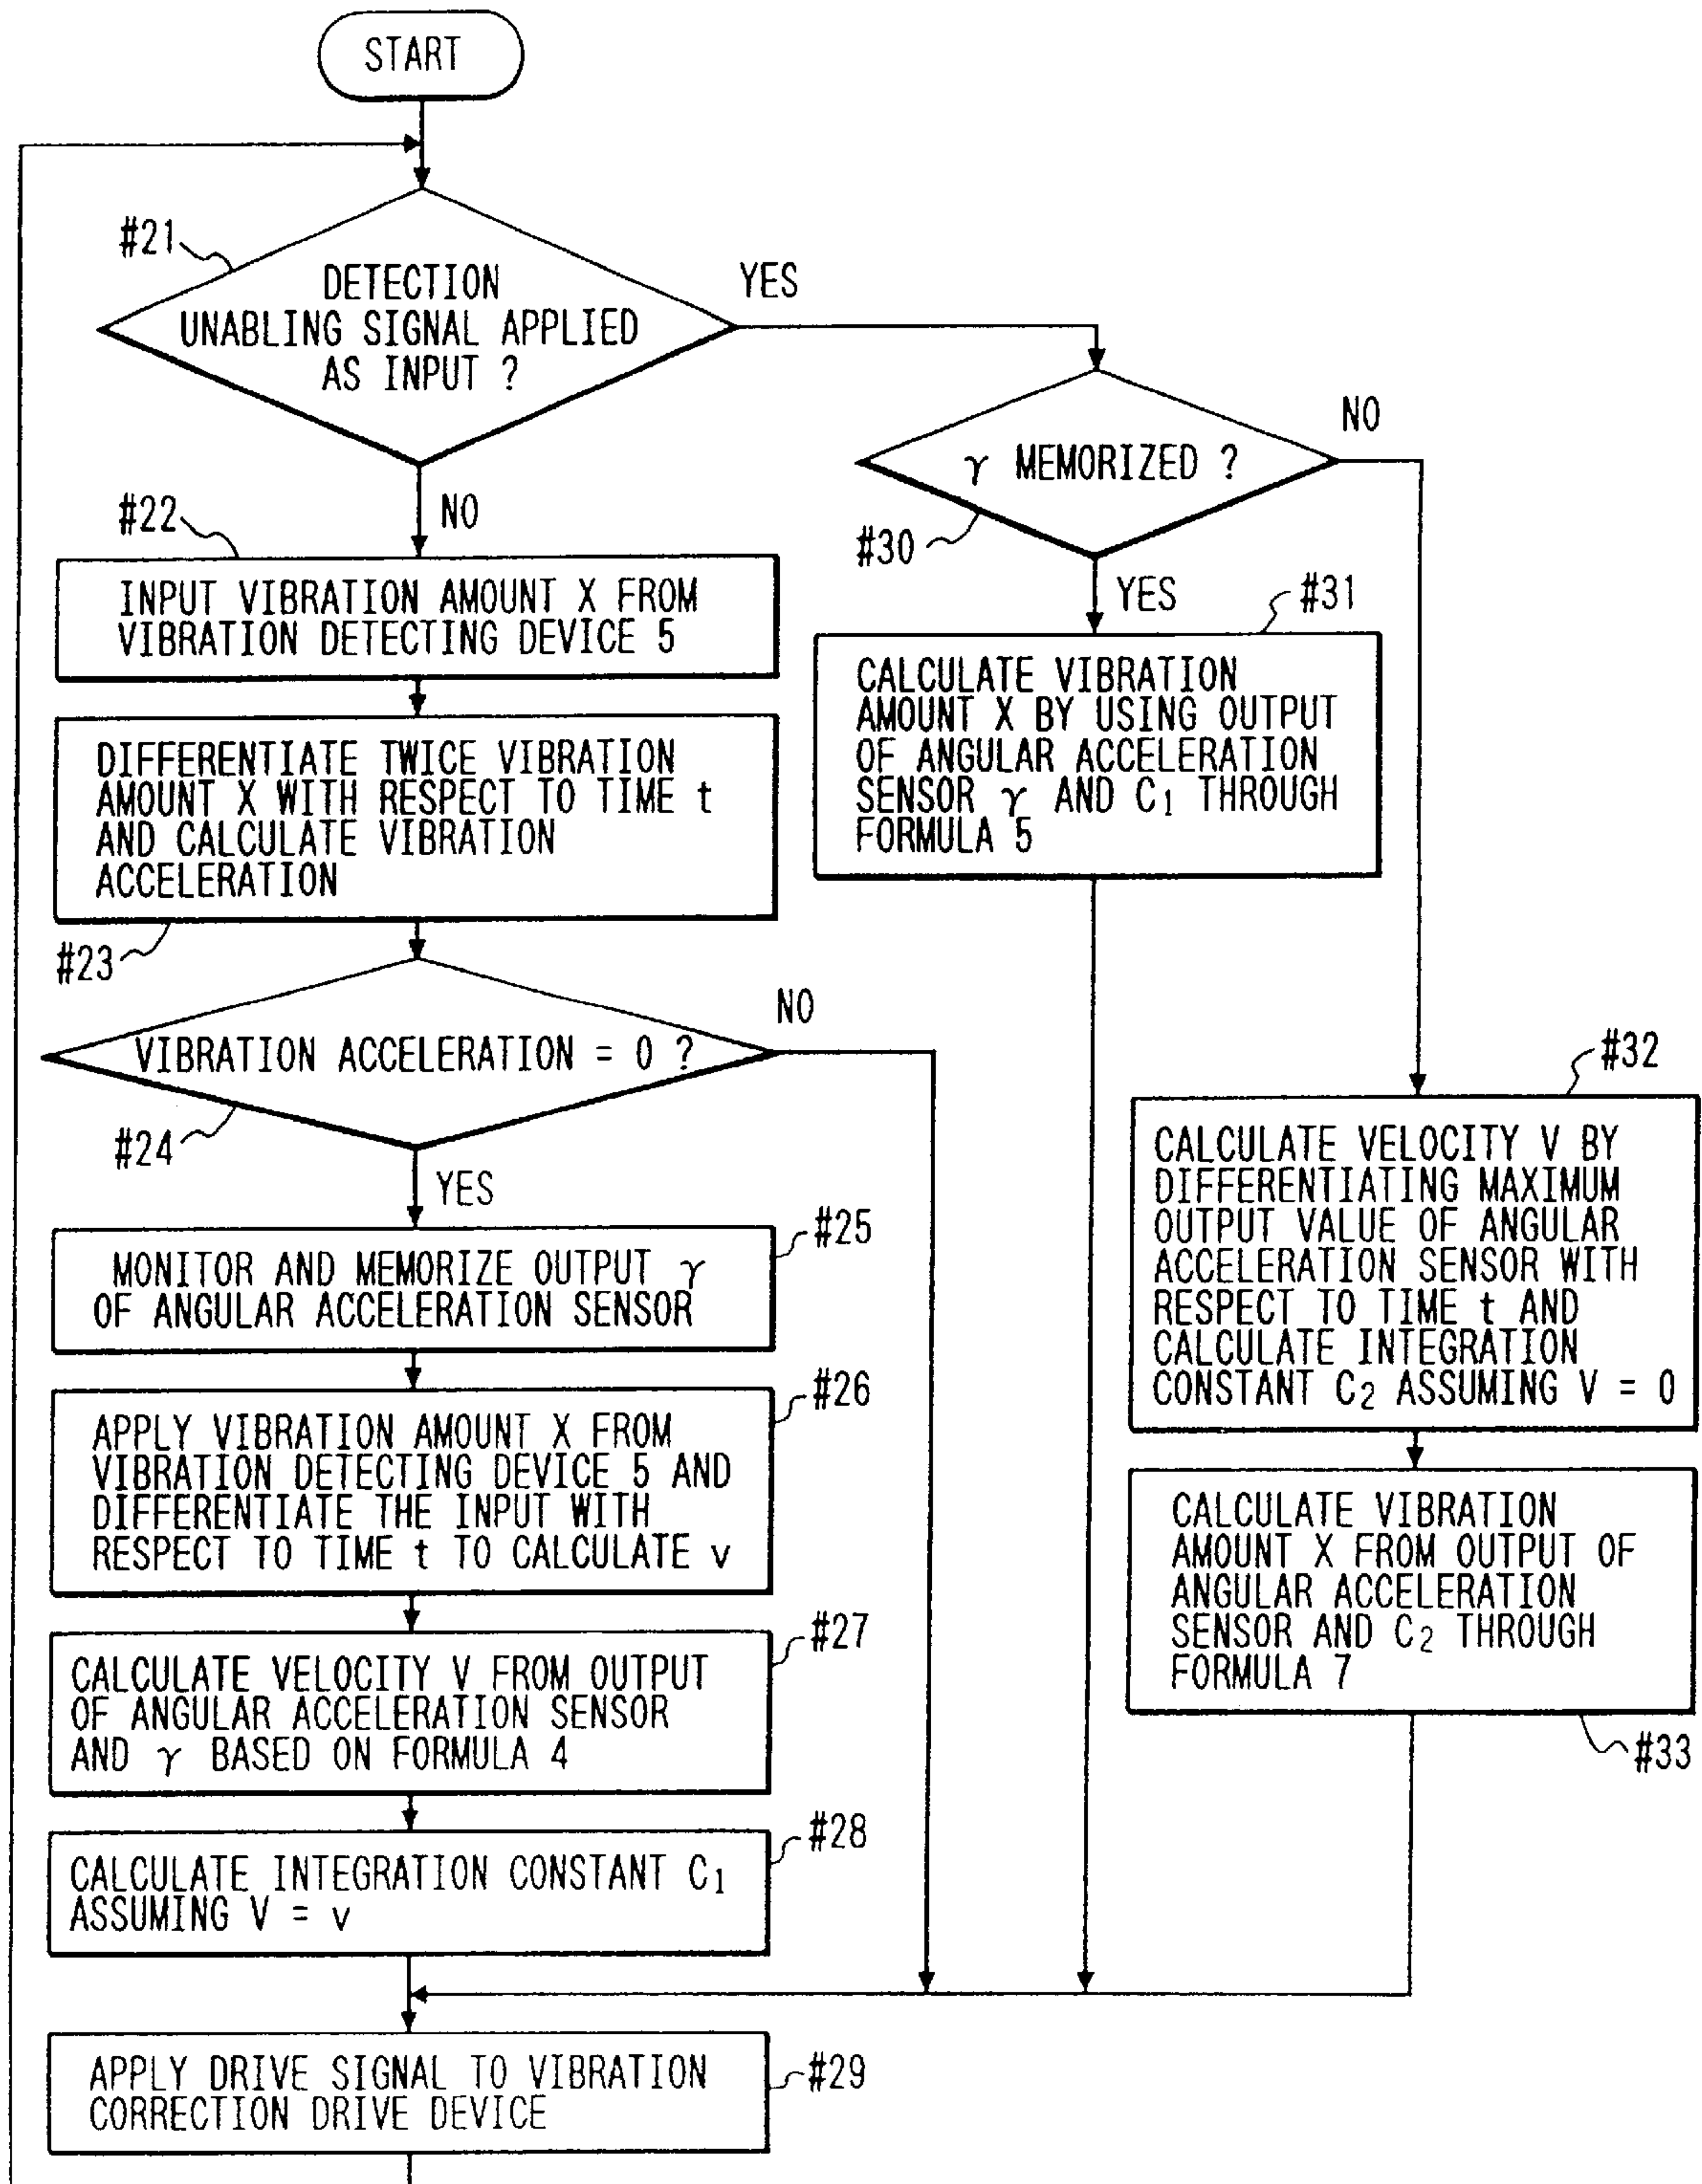 START
#21
DETECTION
UNABLING SIGNAL APPLIED
AS INPUT ?
YES
NO
γ MEMORIZED ?
NO
#30
YES
#22
INPUT VIBRATION AMOUNT X FROM
VIBRATION DETECTING DEVICE 5
#31
CALCULATE VIBRATION
AMOUNT X BY USING OUTPUT
OF ANGULAR ACCELERATION
SENSOR γ AND C₁ THROUGH
FORMULA 5
DIFFERENTIATE TWICE VIBRATION
AMOUNT X WITH RESPECT TO TIME t
AND CALCULATE VIBRATION
ACCELERATION
#23
VIBRATION ACCELERATION = 0 ?
NO
#24
YES
#32
CALCULATE VELOCITY V BY
DIFFERENTIATING MAXIMUM
OUTPUT VALUE OF ANGULAR
ACCELERATION SENSOR WITH
RESPECT TO TIME t AND
CALCULATE INTEGRATION
CONSTANT C₂ ASSUMING V = 0
#25
MONITOR AND MEMORIZE OUTPUT γ
OF ANGULAR ACCELERATION SENSOR
#26
APPLY VIBRATION AMOUNT X FROM
VIBRATION DETECTING DEVICE 5 AND
DIFFERENTIATE THE INPUT WITH
RESPECT TO TIME t TO CALCULATE v
CALCULATE VIBRATION
AMOUNT X FROM OUTPUT OF
ANGULAR ACCELERATION
SENSOR AND C₂ THROUGH
FORMULA 7
#33
#27
CALCULATE VELOCITY V FROM OUTPUT
OF ANGULAR ACCELERATION SENSOR
AND γ BASED ON FORMULA 4
#28
CALCULATE INTEGRATION CONSTANT C₁
ASSUMING V = v
#29
APPLY DRIVE SIGNAL TO VIBRATION
CORRECTION DRIVE DEVICE